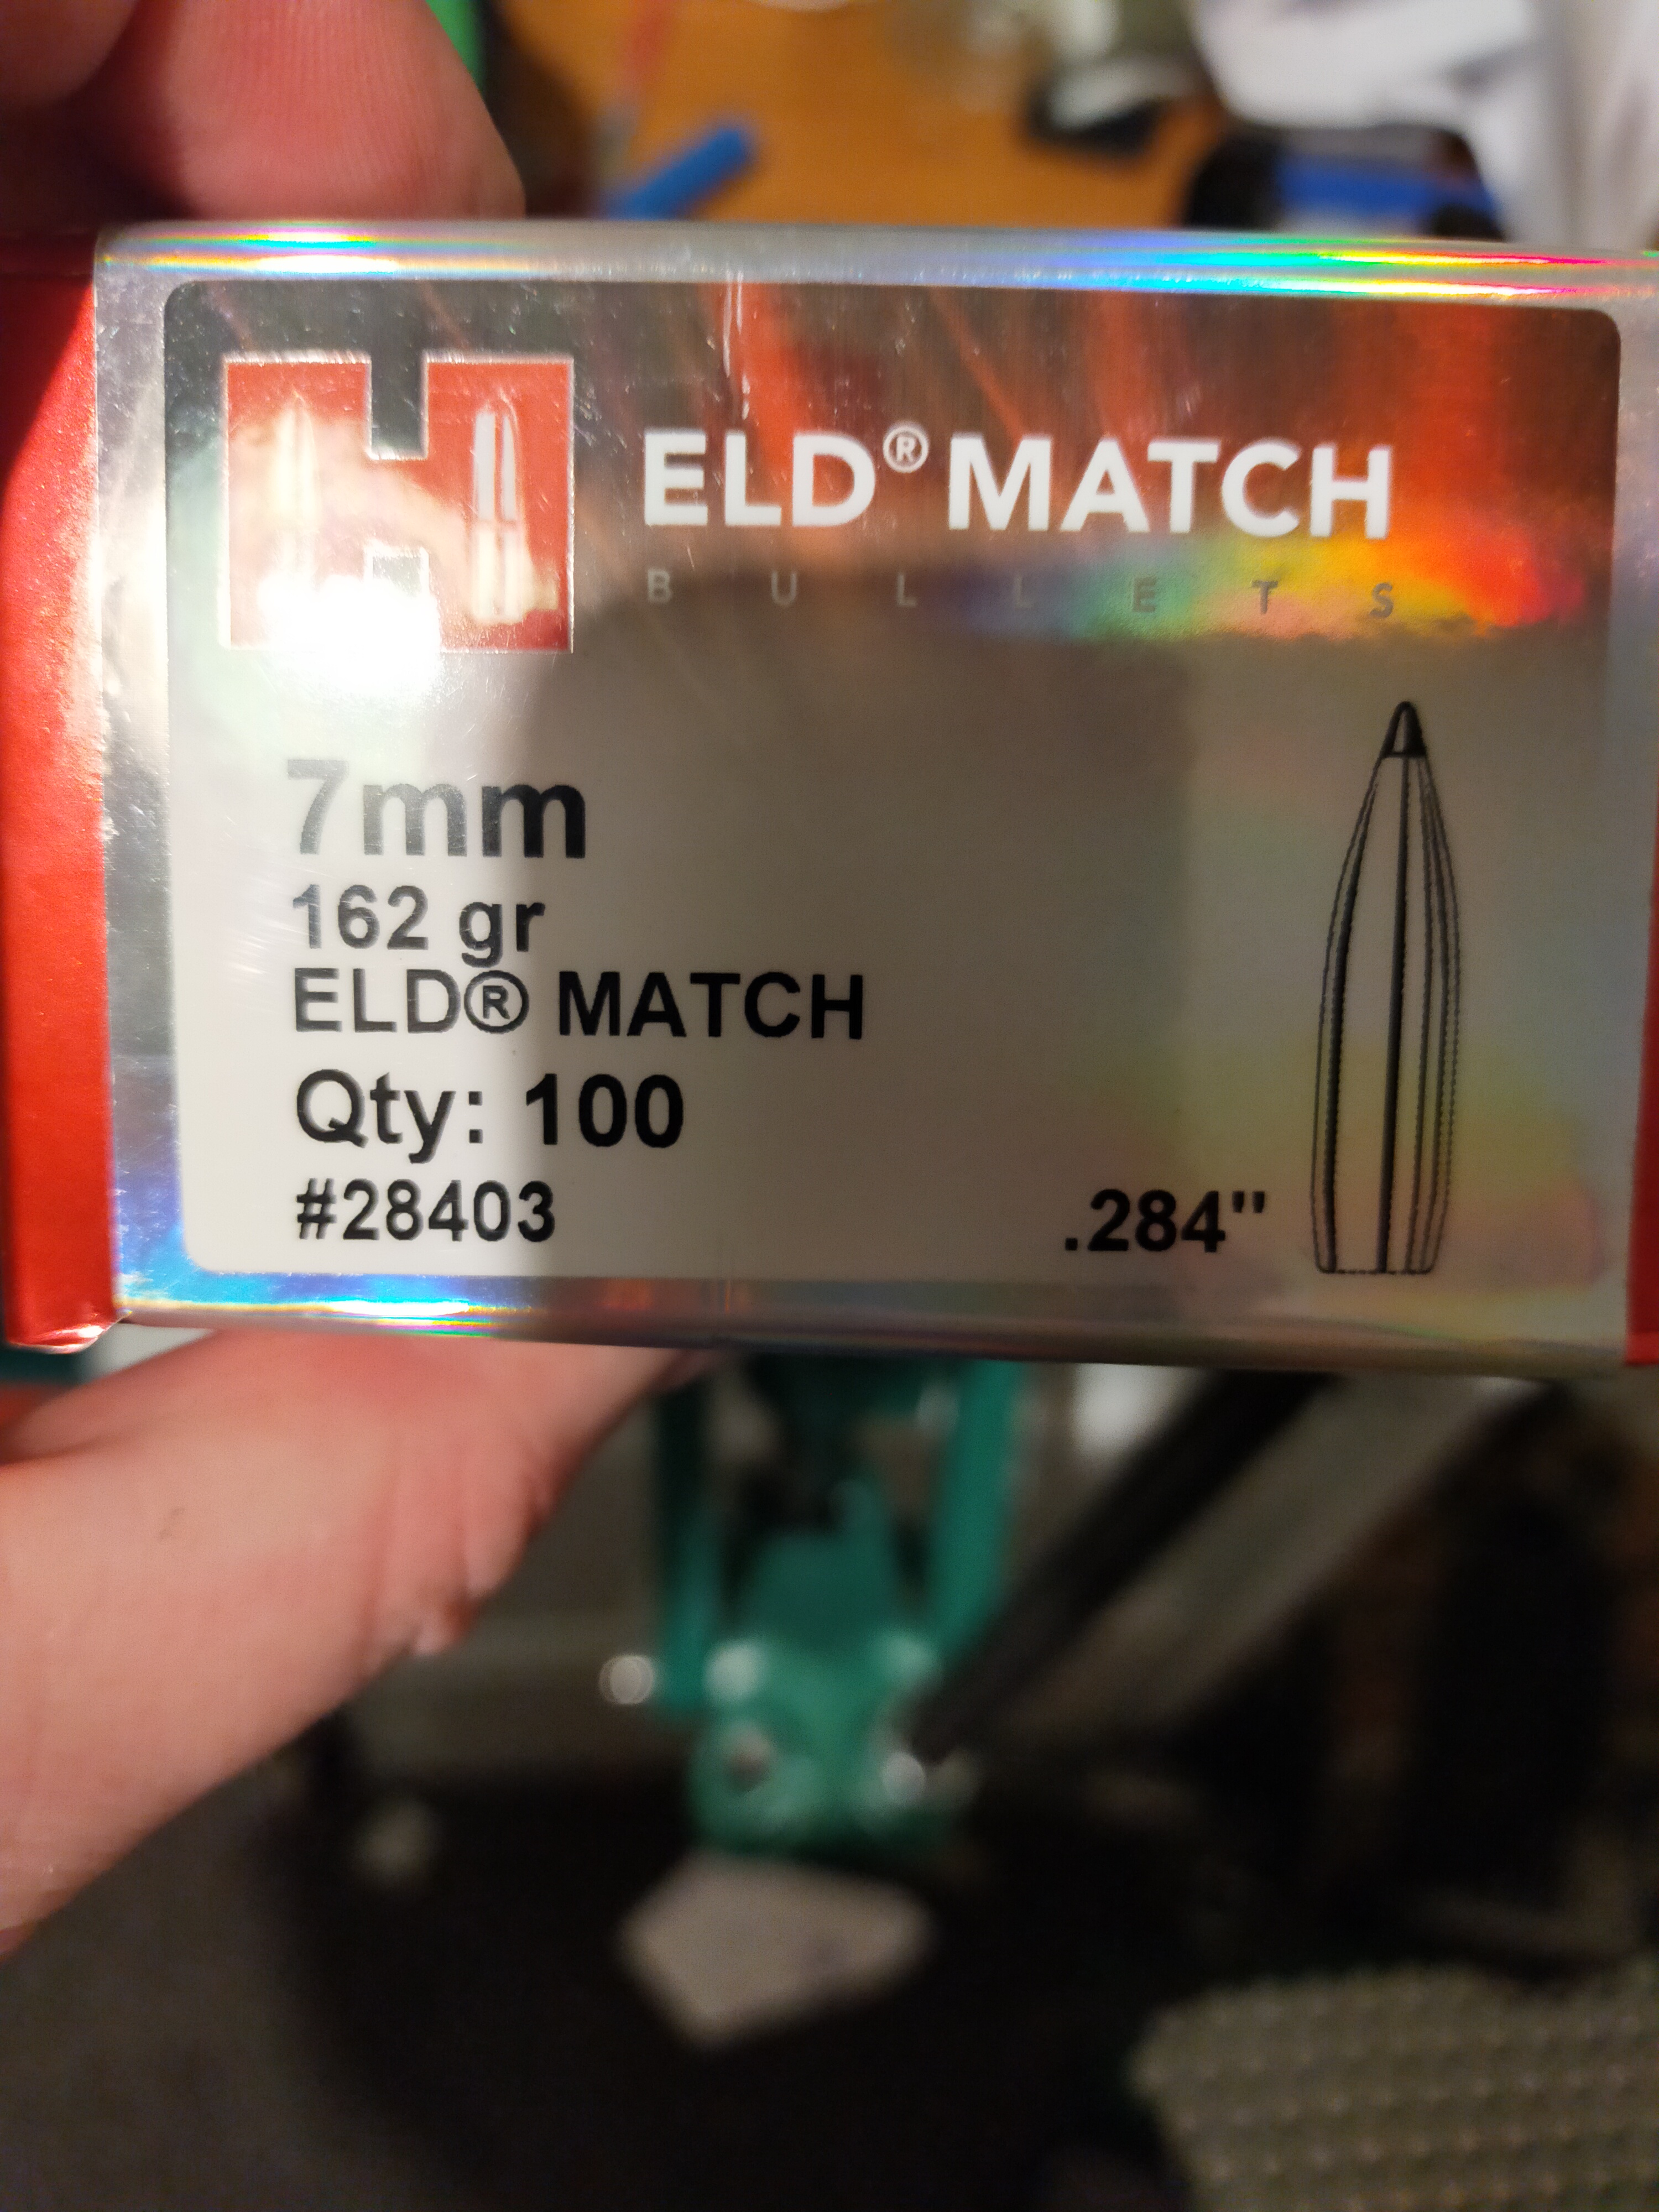 ELD® MATCH
BULLETS
7mm
162 gr
ELD® MATCH
Qty: 100
#28403
.284"